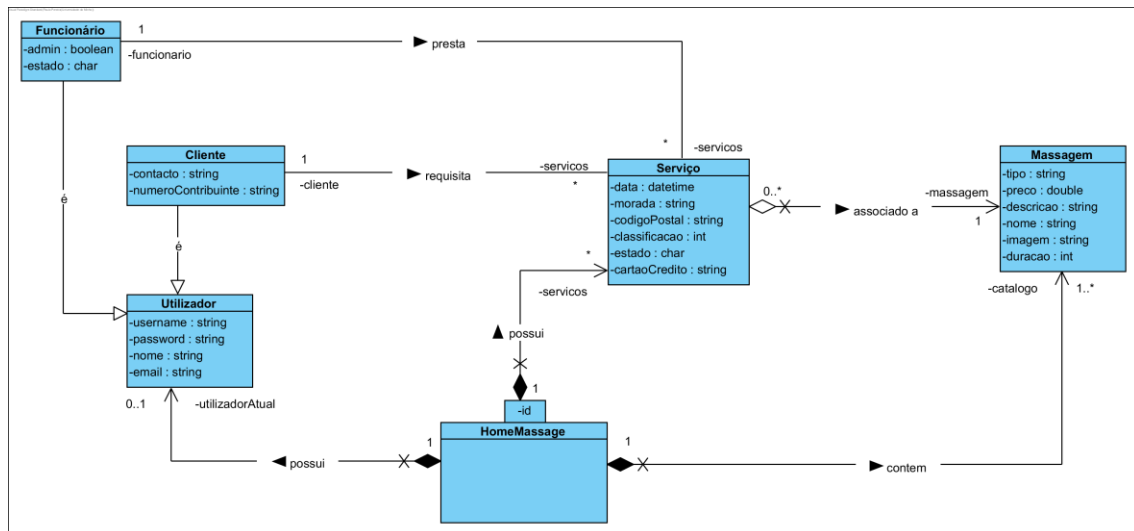 Funcionário
-admin : boolean
-estado : char
1
-funcionario
presta
*
-servicos
Cliente
-contacto : string
-numeroContribuinte : string
1
-cliente
requisita
-servicos
*
Serviço
-data : datetime
-morada : string
-codigoPostal : string
-classificacao : int
-estado : char
-cartaoCredito : string
0..*
associado a
-massagem
1
Massagem
-tipo : string
-preco : double
-descricao : string
-nome : string
-imagem : string
-duracao : int
é
é
Utilizador
-username : string
-password : string
-nome : string
-email : string
*
-servicos
possui
1
-id
-catalogo
1..*
0..1
-utilizadorAtual
possui
1
HomeMassage
1
contem